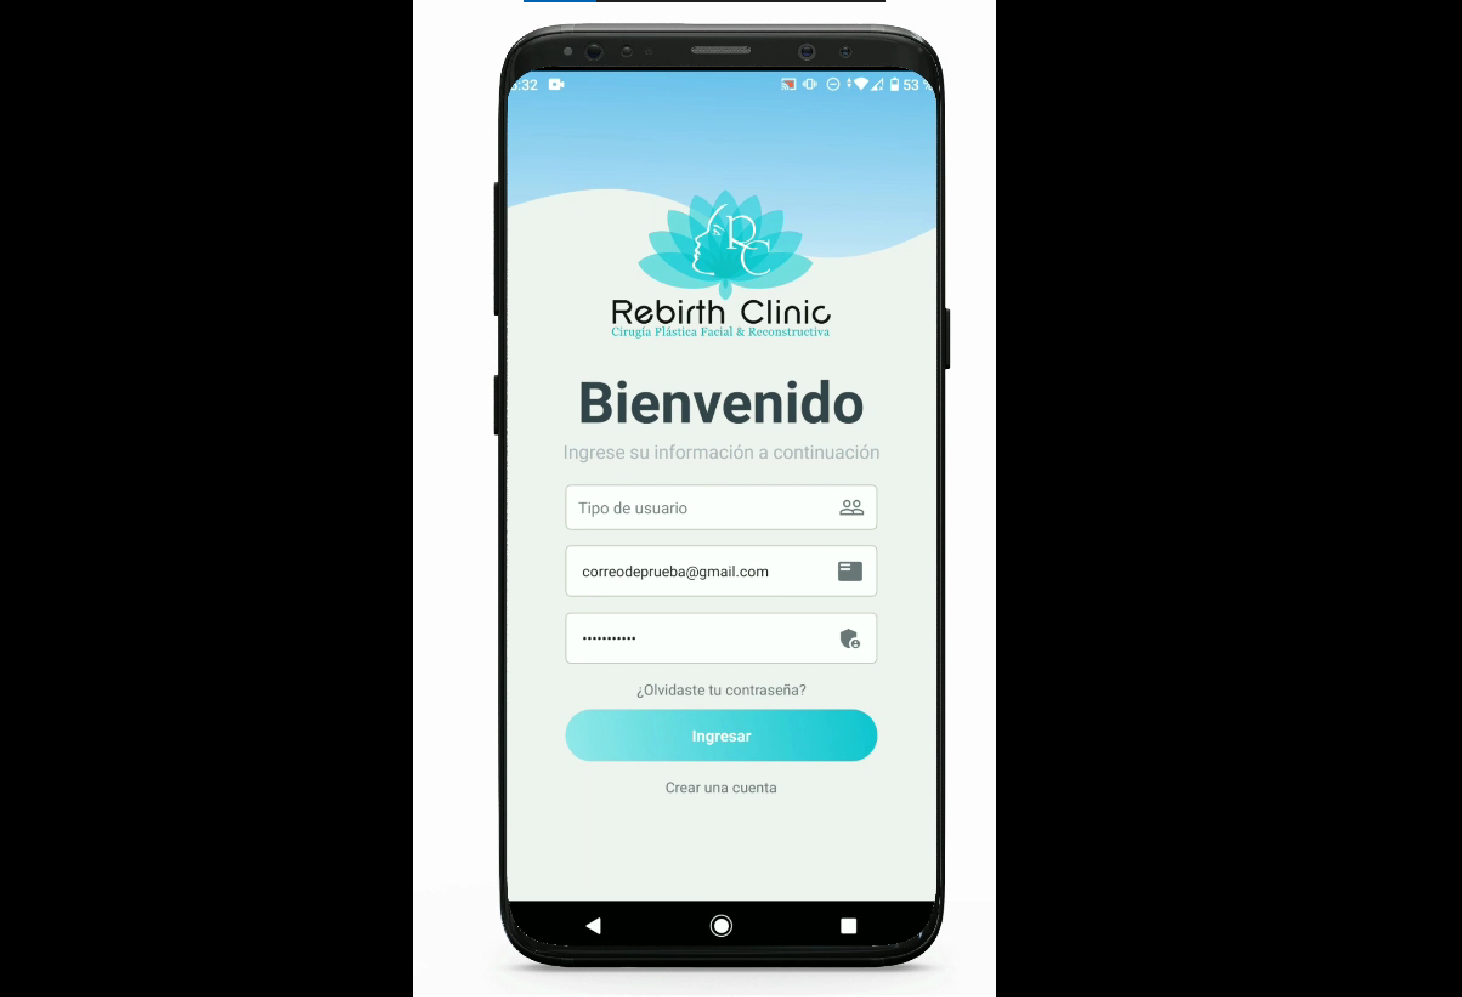 :32
53 %
RC
Rebirth Clinic
Cirugía Plástica Facial & Reconstructiva
Bienvenido
Ingrese su información a continuación
Tipo de usuario
correodeprueba@gmail.com
•••••••••••
¿Olvidaste tu contraseña?
Ingresar
Crear una cuenta